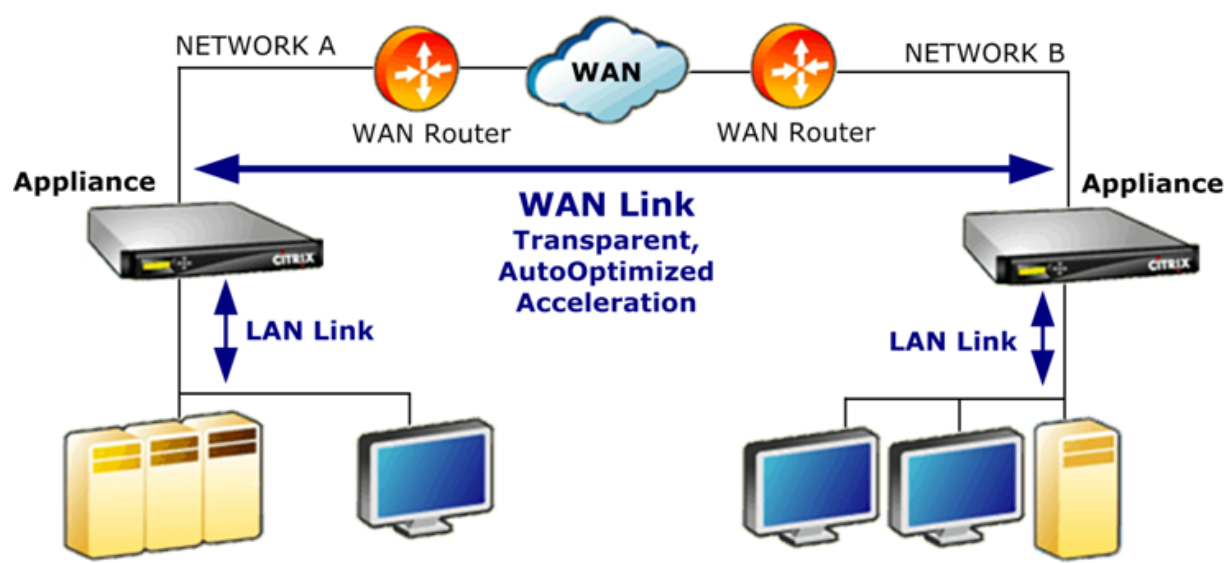 NETWORK A
WAN
NETWORK B
WAN Router
WAN Router
Appliance
Appliance
WAN Link
Transparent,
AutoOptimized
Acceleration
CITRIX
CITRIX
LAN Link
LAN Link